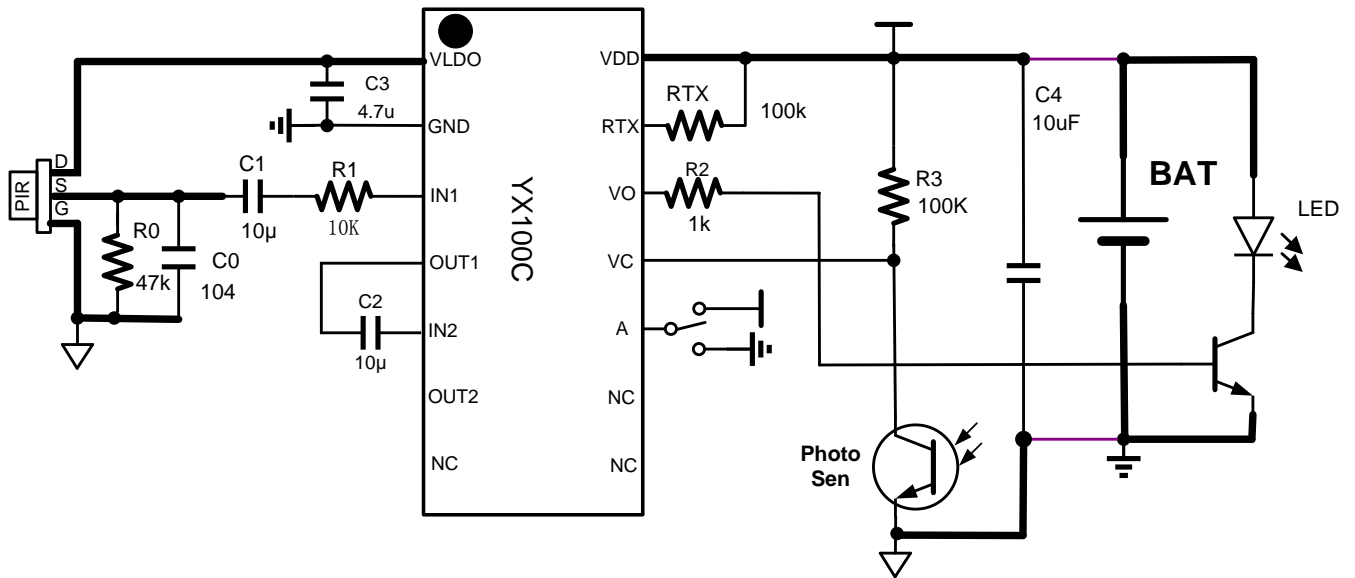 VLDO
VDD
C3
4.7u
RTX
100k
C4
10uF
GND
RTX
D
S
G
PIR
C1
R1
10µ
10K
IN1
VO
R2
1k
R3
100K
BAT
LED
R0
47k
C0
104
YX100C
OUT1
VC
C2
10µ
IN2
A
OUT2
NC
NC
NC
Photo
Sen